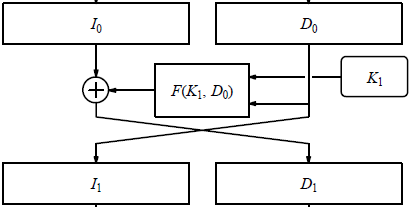 I₀
D₀
K₁
F(K₁, D₀)
I₁
D₁